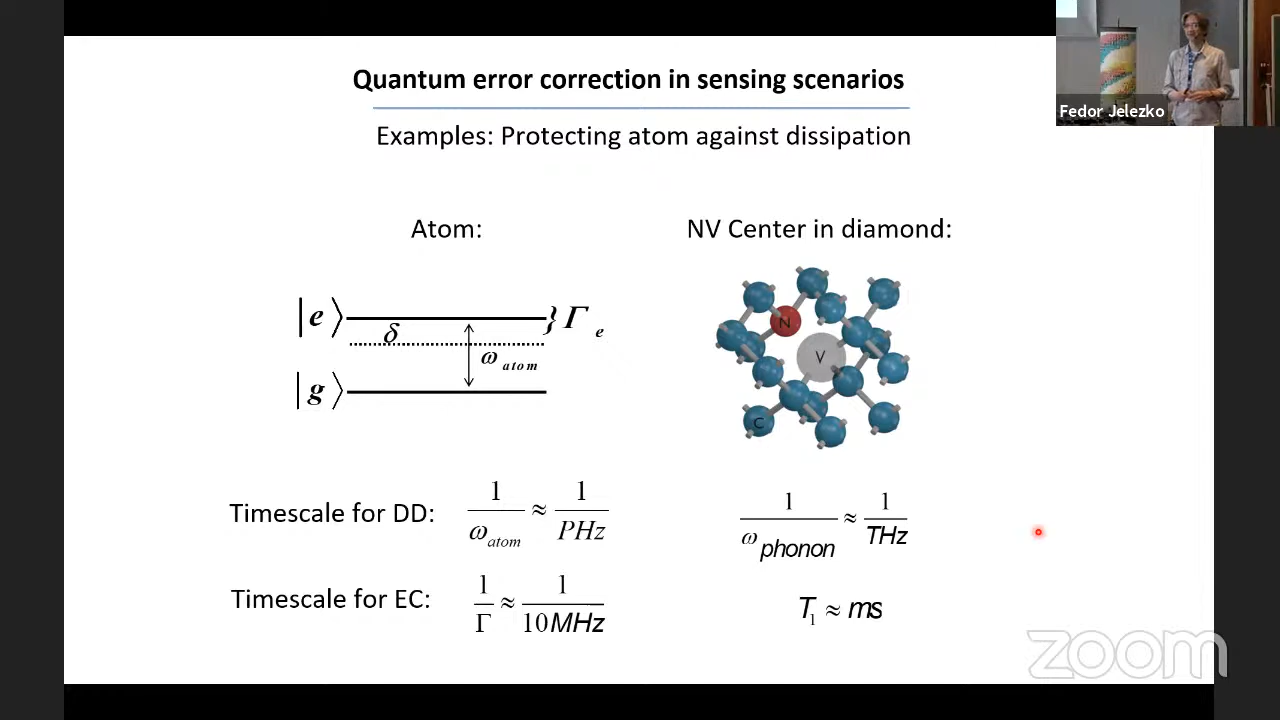 Quantum error correction in sensing scenarios
Fedor Jelezko
Examples: Protecting atom against dissipation
Atom:
NV Center in diamond:
|e⟩
δ
} Γ e
ω atom
|g⟩
N
V
C
Timescale for DD: 1/ω_atom ≈ 1/PHz
1/ω phonon ≈ 1/THz
Timescale for EC: 1/Γ ≈ 1/10MHz
T₁ ≈ ms
zoom